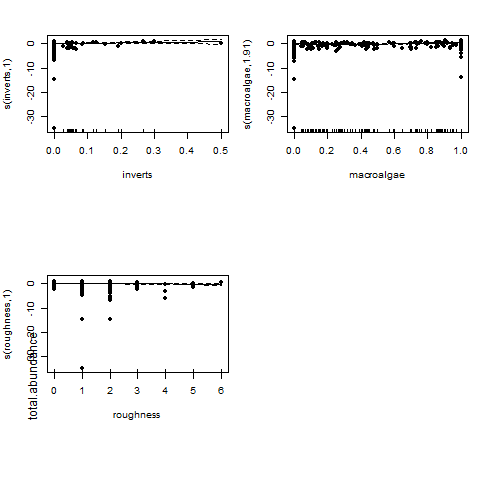 s(inverts,1)
0
-10
-20
-30
0.0 0.1 0.2 0.3 0.4 0.5
inverts
s(macroalgae,1.91)
0
-10
-20
-30
0.0 0.2 0.4 0.6 0.8 1.0
macroalgae
s(roughness,1)
total.abundance
0
-10
-20
-30
0 1 2 3 4 5 6
roughness